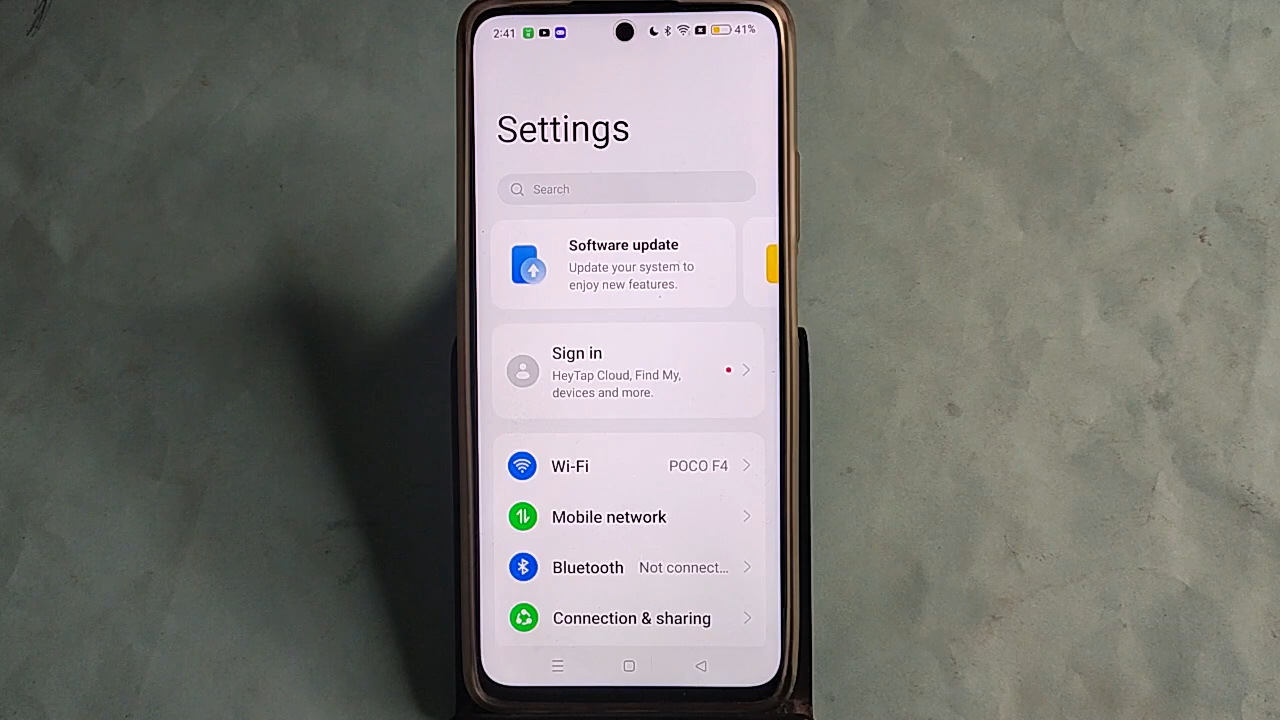 2:41 41%
Settings
Search
Software update
Update your system to
enjoy new features.
Sign in
HeyTap Cloud, Find My,
devices and more.
Wi-Fi POCO F4
Mobile network
Bluetooth Not connect...
Connection & sharing